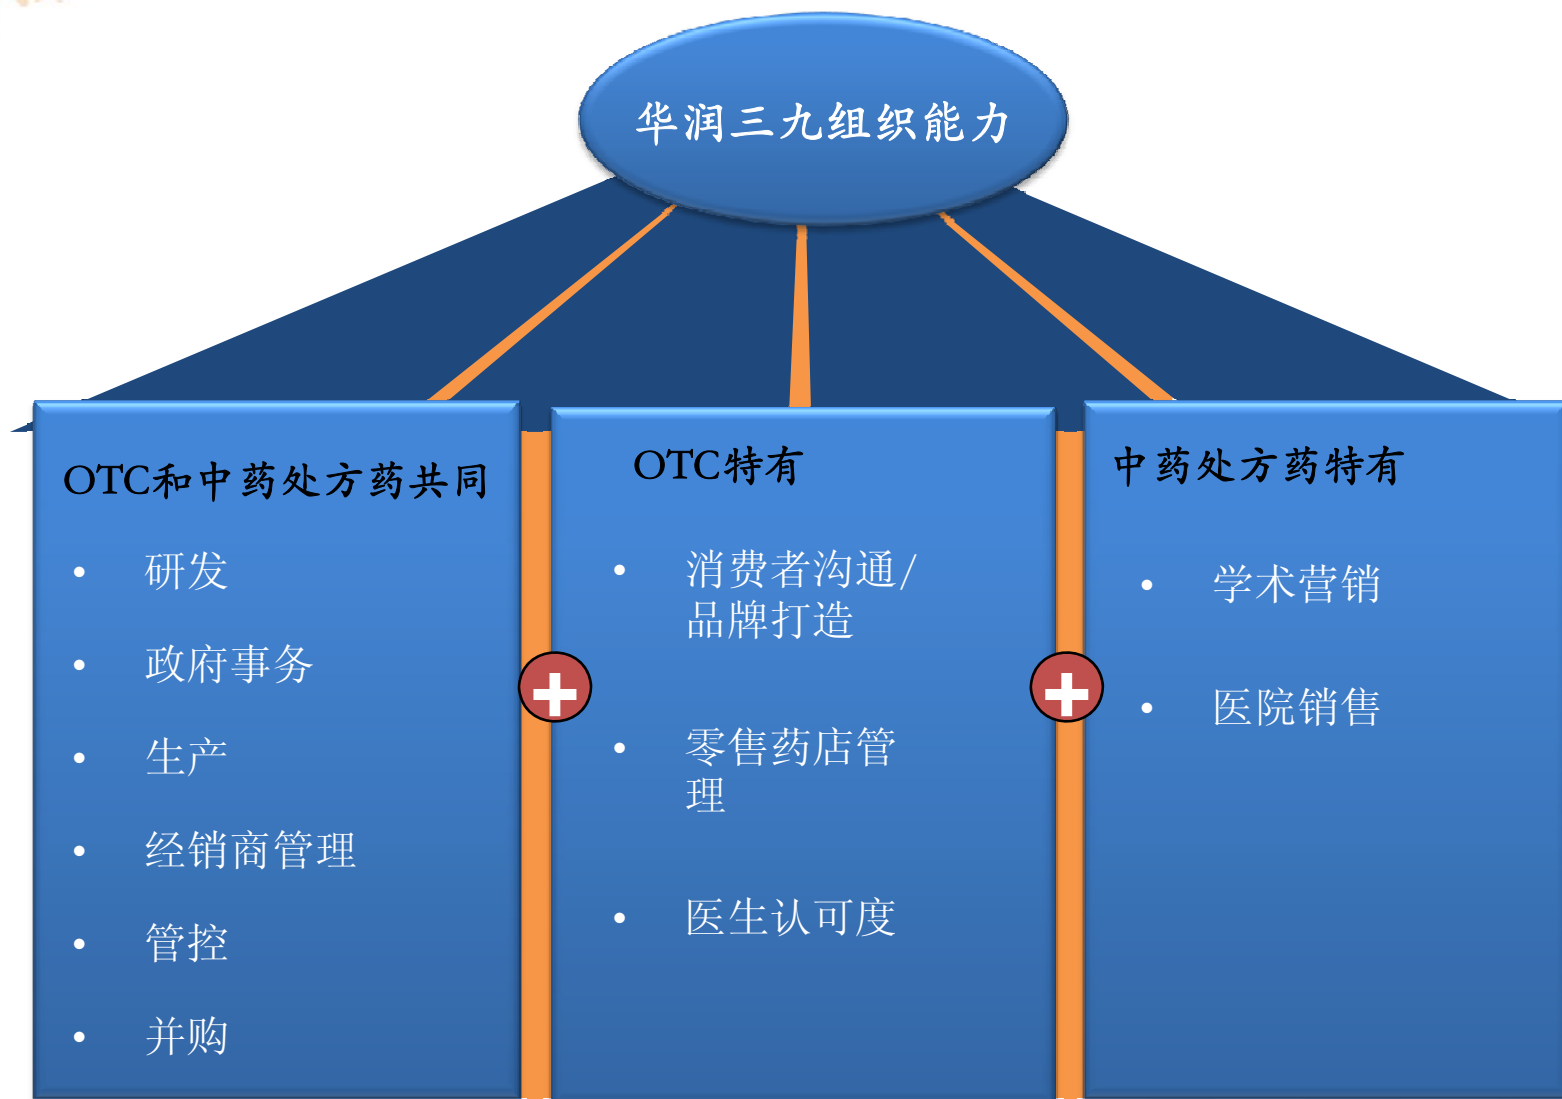 华润三九组织能力
OTC和中药处方药共同
• 研发
• 政府事务
• 生产
• 经销商管理
• 管控
• 并购
OTC特有
• 消费者沟通/
品牌打造
• 零售药店管
理
• 医生认可度
中药处方药特有
• 学术营销
• 医院销售